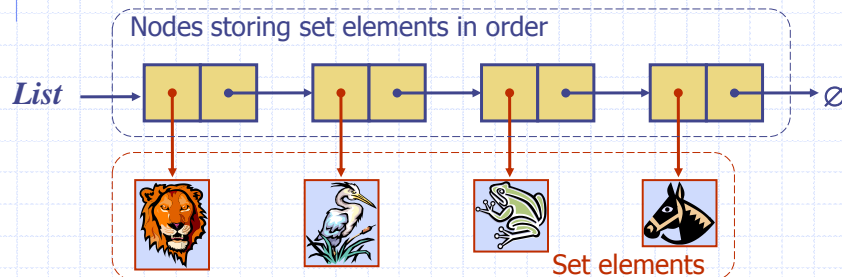 Nodes storing set elements in order
List
∅
Set elements